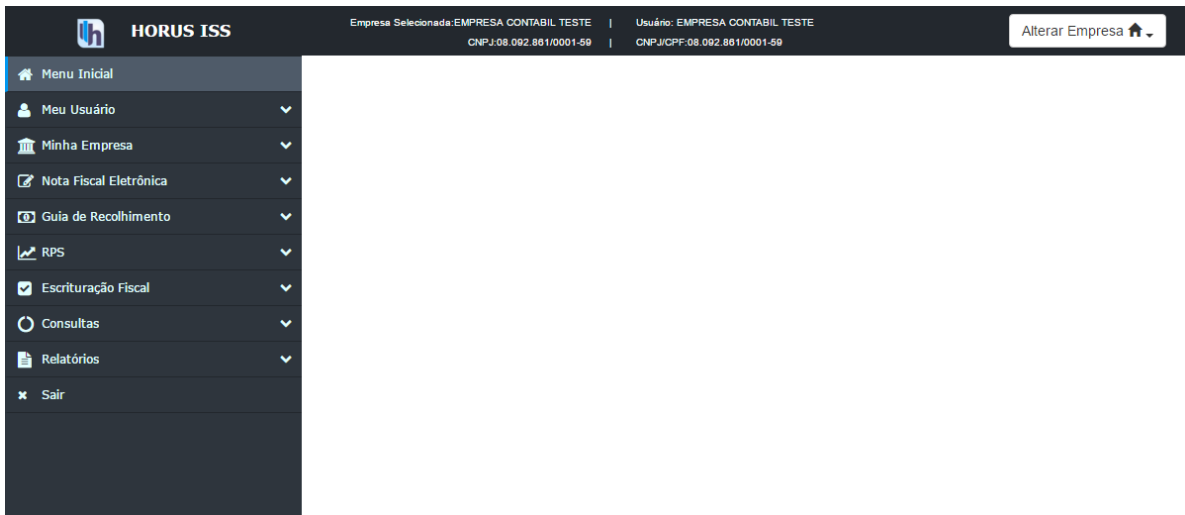 HORUS ISS
Empresa Selecionada:EMPRESA CONTABIL TESTE | Usuário: EMPRESA CONTABIL TESTE
CNPJ:08.092.861/0001-59 | CNPJ/CPF:08.092.861/0001-59
Alterar Empresa
Menu Inicial
Meu Usuário
Minha Empresa
Nota Fiscal Eletrônica
Guia de Recolhimento
RPS
Escrituração Fiscal
Consultas
Relatórios
Sair